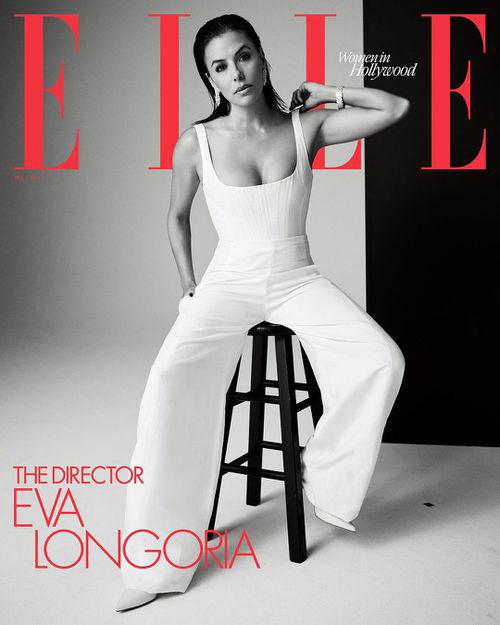 ELLE
Women in
Hollywood
THE DIRECTOR
EVA
LONGORIA